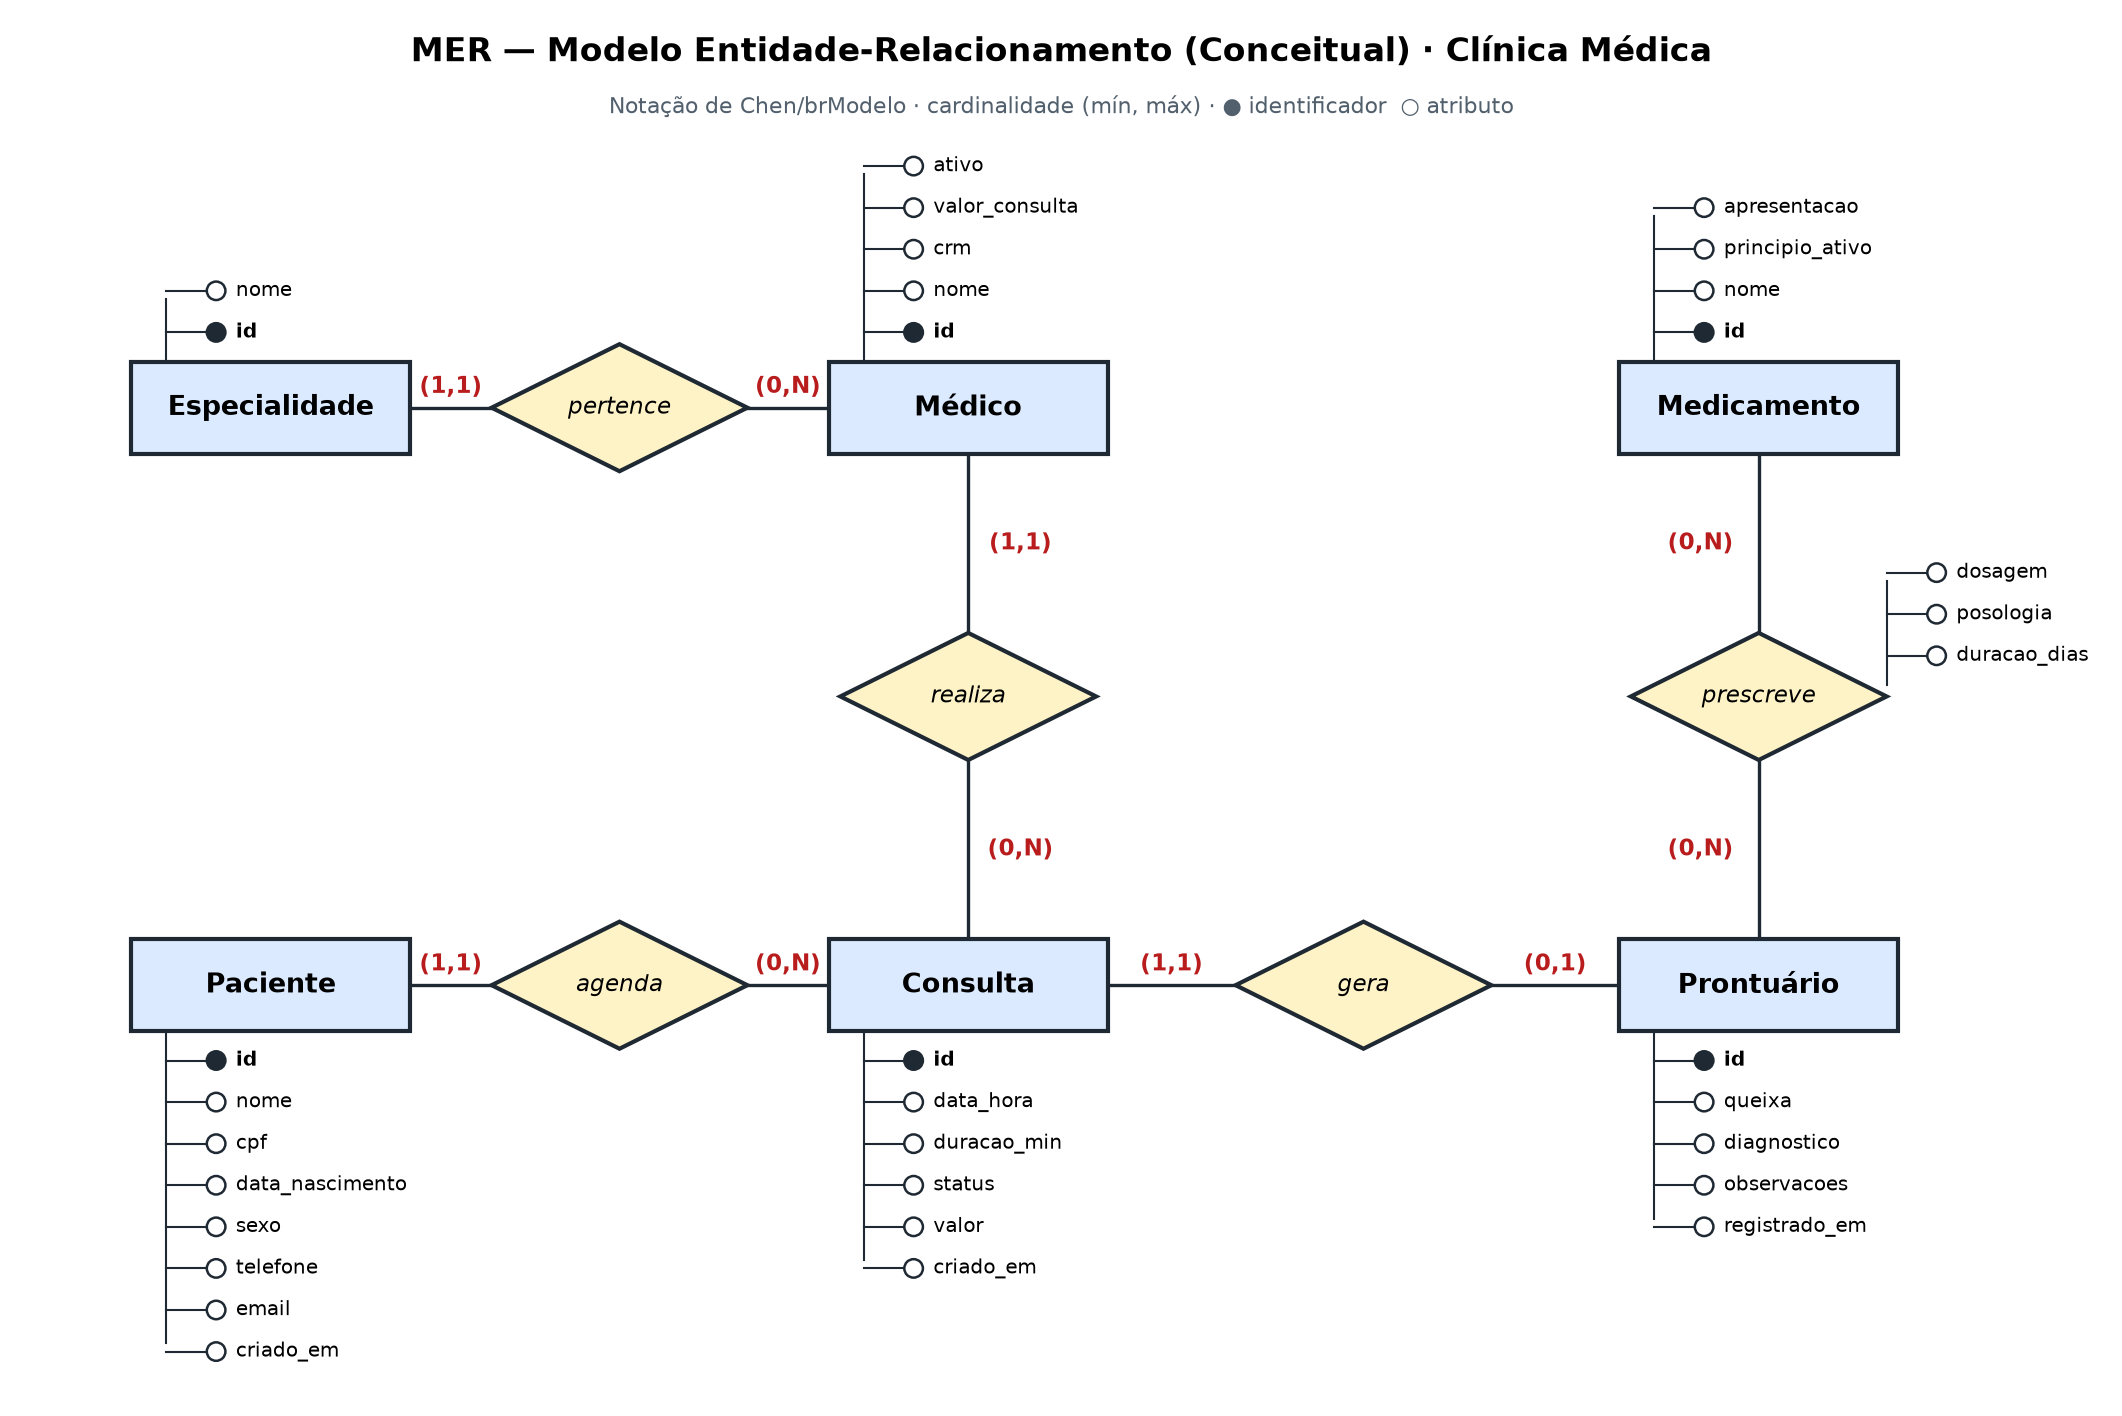 MER — Modelo Entidade-Relacionamento (Conceitual) · Clínica Médica
Notação de Chen/brModelo · cardinalidade (mín, máx) · ● identificador ○ atributo
nome
id
Especialidade
(1,1)
pertence
(0,N)
ativo
valor_consulta
crm
nome
id
Médico
apresentacao
principio_ativo
nome
id
Medicamento
(1,1)
realiza
(0,N)
(0,N)
dosagem
posologia
duracao_dias
prescreve
(0,N)
Paciente
(1,1)
agenda
(0,N)
Consulta
(1,1)
gera
(0,1)
Prontuário
id
nome
cpf
data_nascimento
sexo
telefone
email
criado_em
id
data_hora
duracao_min
status
valor
criado_em
id
queixa
diagnostico
observacoes
registrado_em